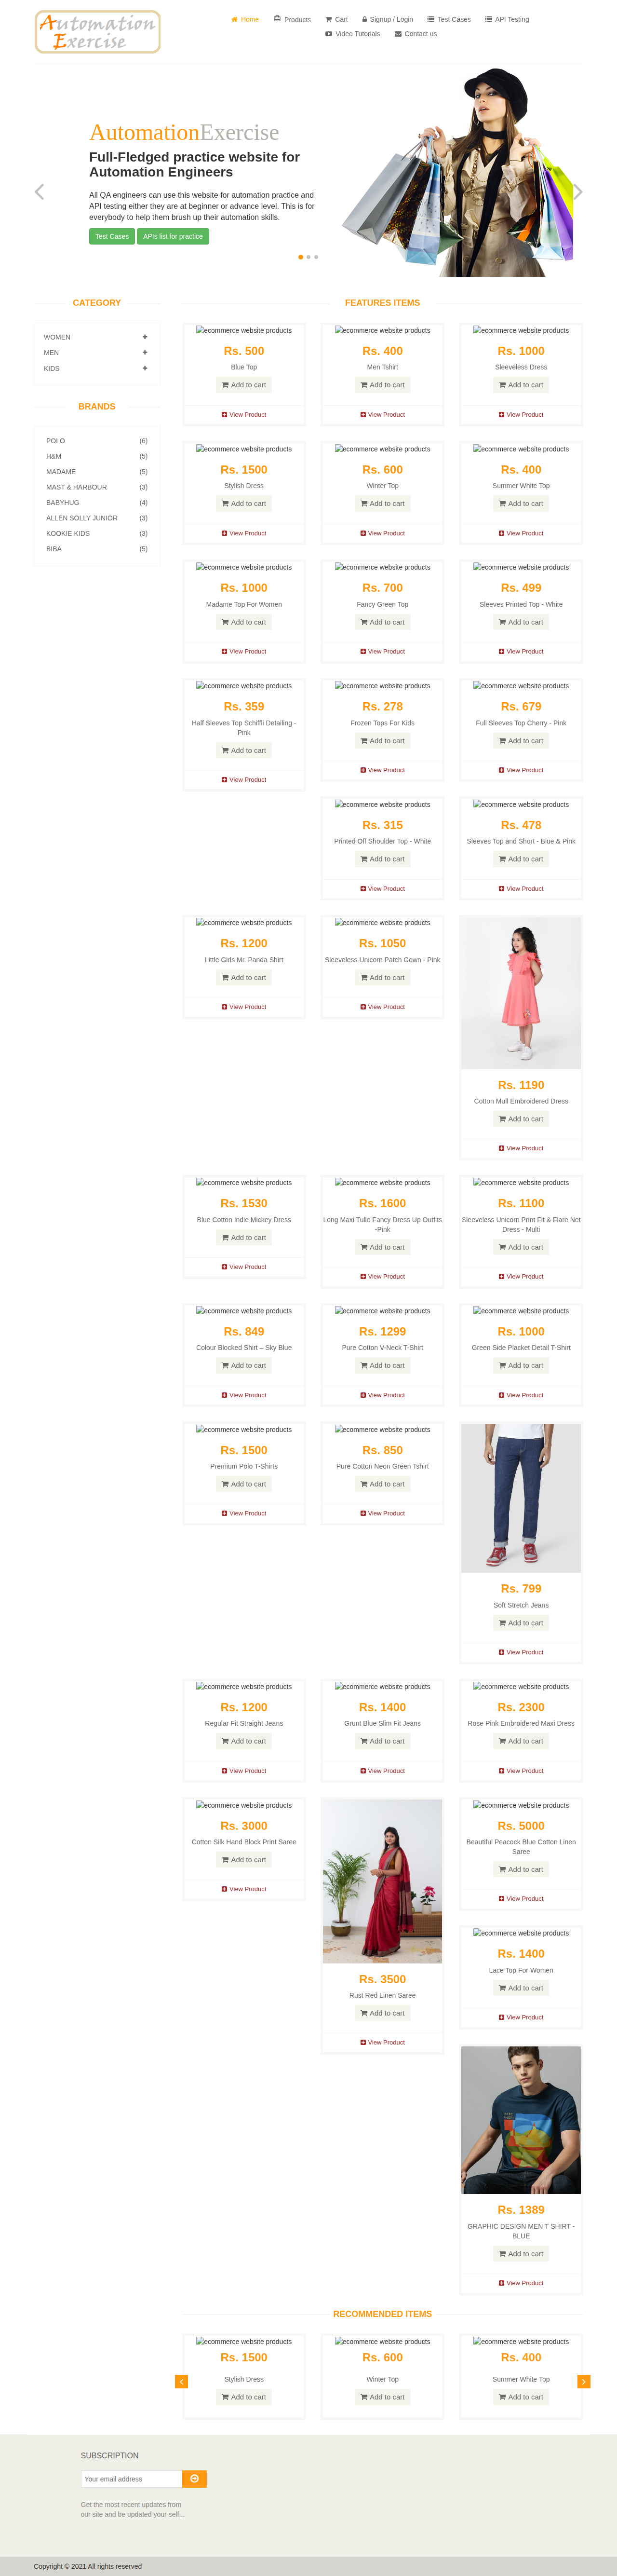 Automation
Exercise
Home
Products
Cart
Signup / Login
Test Cases
API Testing
Video Tutorials
Contact us
AutomationExercise
Full-Fledged practice website for
Automation Engineers
All QA engineers can use this website for automation practice and
API testing either they are at beginner or advance level. This is for
everybody to help them brush up their automation skills.
Test Cases
APIs list for practice
CATEGORY
WOMEN
MEN
KIDS
BRANDS
POLO (6)
H&M (5)
MADAME (5)
MAST & HARBOUR (3)
BABYHUG (4)
ALLEN SOLLY JUNIOR (3)
KOOKIE KIDS (3)
BIBA (5)
FEATURES ITEMS
ecommerce website products
Rs. 500
Blue Top
Add to cart
View Product
ecommerce website products
Rs. 400
Men Tshirt
Add to cart
View Product
ecommerce website products
Rs. 1000
Sleeveless Dress
Add to cart
View Product
ecommerce website products
Rs. 1500
Stylish Dress
Add to cart
View Product
ecommerce website products
Rs. 600
Winter Top
Add to cart
View Product
ecommerce website products
Rs. 400
Summer White Top
Add to cart
View Product
ecommerce website products
Rs. 1000
Madame Top For Women
Add to cart
View Product
ecommerce website products
Rs. 700
Fancy Green Top
Add to cart
View Product
ecommerce website products
Rs. 499
Sleeves Printed Top - White
Add to cart
View Product
ecommerce website products
Rs. 359
Half Sleeves Top Schiffli Detailing -
Pink
Add to cart
View Product
ecommerce website products
Rs. 278
Frozen Tops For Kids
Add to cart
View Product
ecommerce website products
Rs. 679
Full Sleeves Top Cherry - Pink
Add to cart
View Product
ecommerce website products
Rs. 315
Printed Off Shoulder Top - White
Add to cart
View Product
ecommerce website products
Rs. 478
Sleeves Top and Short - Blue & Pink
Add to cart
View Product
ecommerce website products
Rs. 1200
Little Girls Mr. Panda Shirt
Add to cart
View Product
ecommerce website products
Rs. 1050
Sleeveless Unicorn Patch Gown - Pink
Add to cart
View Product
Rs. 1190
Cotton Mull Embroidered Dress
Add to cart
View Product
ecommerce website products
Rs. 1530
Blue Cotton Indie Mickey Dress
Add to cart
View Product
ecommerce website products
Rs. 1600
Long Maxi Tulle Fancy Dress Up Outfits
-Pink
Add to cart
View Product
ecommerce website products
Rs. 1100
Sleeveless Unicorn Print Fit & Flare Net
Dress - Multi
Add to cart
View Product
ecommerce website products
Rs. 849
Colour Blocked Shirt – Sky Blue
Add to cart
View Product
ecommerce website products
Rs. 1299
Pure Cotton V-Neck T-Shirt
Add to cart
View Product
ecommerce website products
Rs. 1000
Green Side Placket Detail T-Shirt
Add to cart
View Product
ecommerce website products
Rs. 1500
Premium Polo T-Shirts
Add to cart
View Product
ecommerce website products
Rs. 850
Pure Cotton Neon Green Tshirt
Add to cart
View Product
Rs. 799
Soft Stretch Jeans
Add to cart
View Product
ecommerce website products
Rs. 1200
Regular Fit Straight Jeans
Add to cart
View Product
ecommerce website products
Rs. 1400
Grunt Blue Slim Fit Jeans
Add to cart
View Product
ecommerce website products
Rs. 2300
Rose Pink Embroidered Maxi Dress
Add to cart
View Product
ecommerce website products
Rs. 3000
Cotton Silk Hand Block Print Saree
Add to cart
View Product
Rs. 3500
Rust Red Linen Saree
Add to cart
View Product
ecommerce website products
Rs. 5000
Beautiful Peacock Blue Cotton Linen
Saree
Add to cart
View Product
ecommerce website products
Rs. 1400
Lace Top For Women
Add to cart
View Product
Rs. 1389
GRAPHIC DESIGN MEN T SHIRT -
BLUE
Add to cart
View Product
RECOMMENDED ITEMS
ecommerce website products
Rs. 1500
Stylish Dress
Add to cart
ecommerce website products
Rs. 600
Winter Top
Add to cart
ecommerce website products
Rs. 400
Summer White Top
Add to cart
SUBSCRIPTION
Your email address
Get the most recent updates from
our site and be updated your self...
Copyright © 2021 All rights reserved